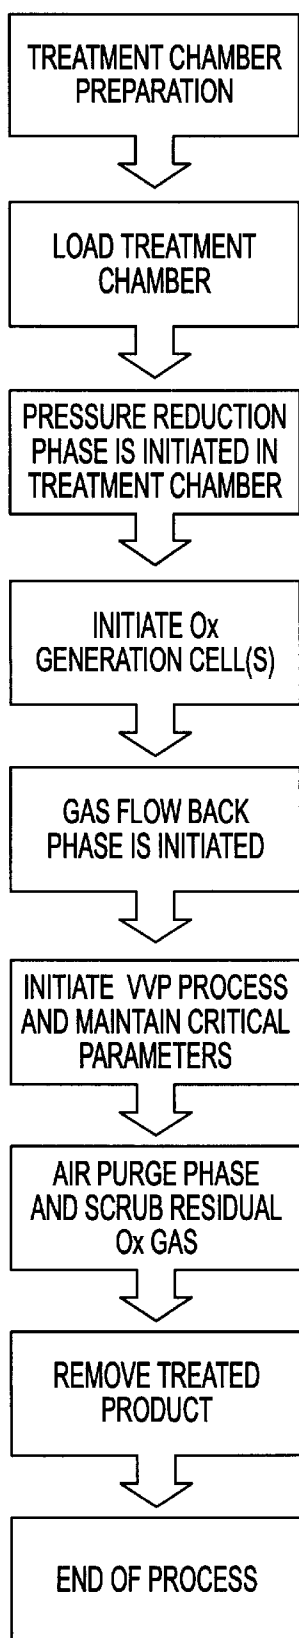 TREATMENT CHAMBER
PREPARATION
LOAD TREATMENT
CHAMBER
PRESSURE REDUCTION
PHASE IS INITIATED IN
TREATMENT CHAMBER
INITIATE Ox
GENERATION CELL(S)
GAS FLOW BACK
PHASE IS INITIATED
INITIATE VVP PROCESS
AND MAINTAIN CRITICAL
PARAMETERS
AIR PURGE PHASE
AND SCRUB RESIDUAL
Ox GAS
REMOVE TREATED
PRODUCT
END OF PROCESS